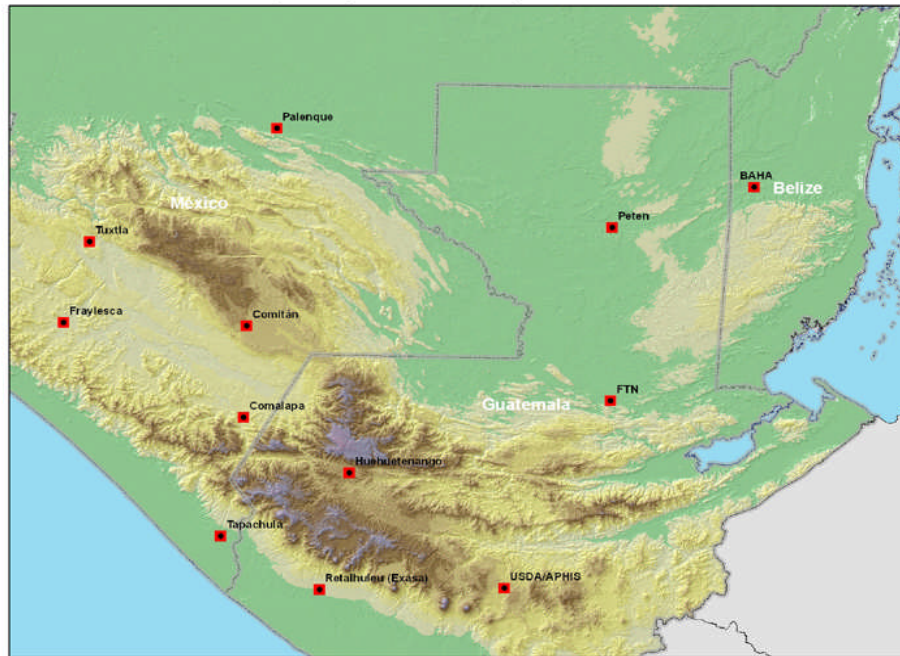 Palenque
BAHA
Belize
México
Peten
Tuxtla
Fraylesca
Comitán
FTN
Guatemala
Comalapa
Huehuetenango
Tapachula
Retalhuleu (Exasa)
USDA/APHIS